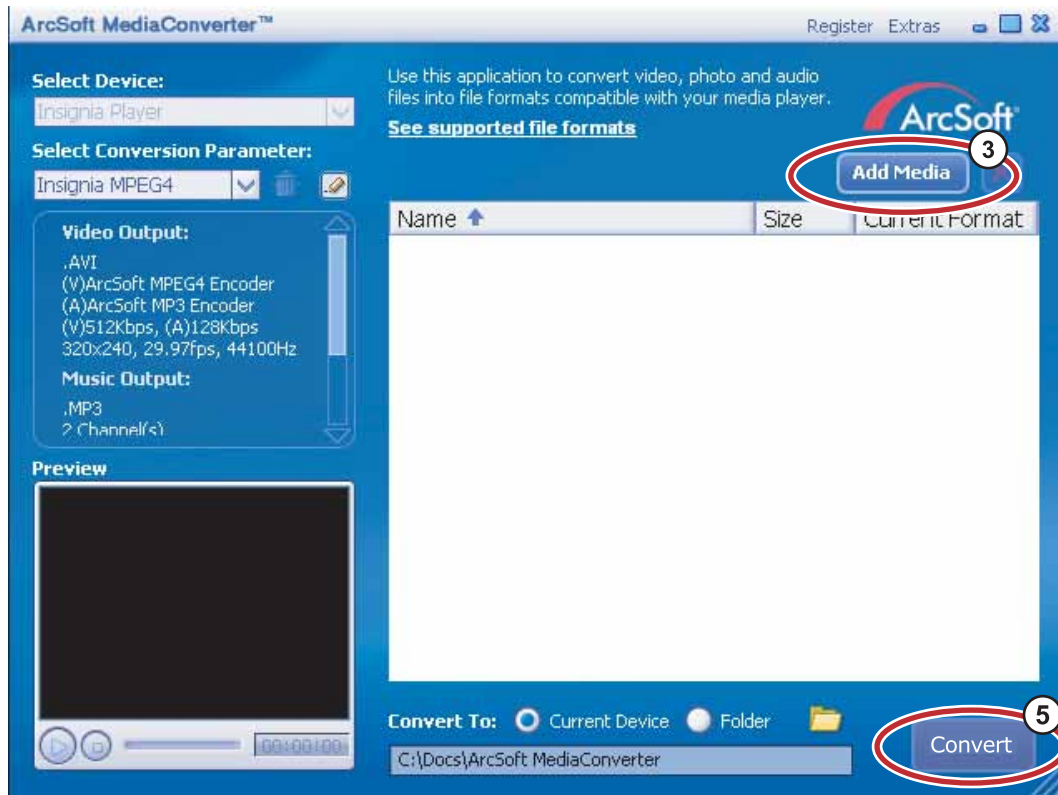 ArcSoft MediaConverter™
Register Extras
Select Device:
Insignia Player
Select Conversion Parameter:
Insignia MPEG4
Video Output:
.AVI
(V)ArcSoft MPEG4 Encoder
(A)ArcSoft MP3 Encoder
(V)512Kbps, (A)128Kbps
320x240, 29.97fps, 44100Hz
Music Output:
.MP3
2 Channel(s)
Preview
00:00:00
Use this application to convert video, photo and audio
files into file formats compatible with your media player.
See supported file formats
ArcSoft
3
Add Media
Name Size Current Format
Convert To: Current Device Folder
C:\Docs\ArcSoft MediaConverter
5
Convert